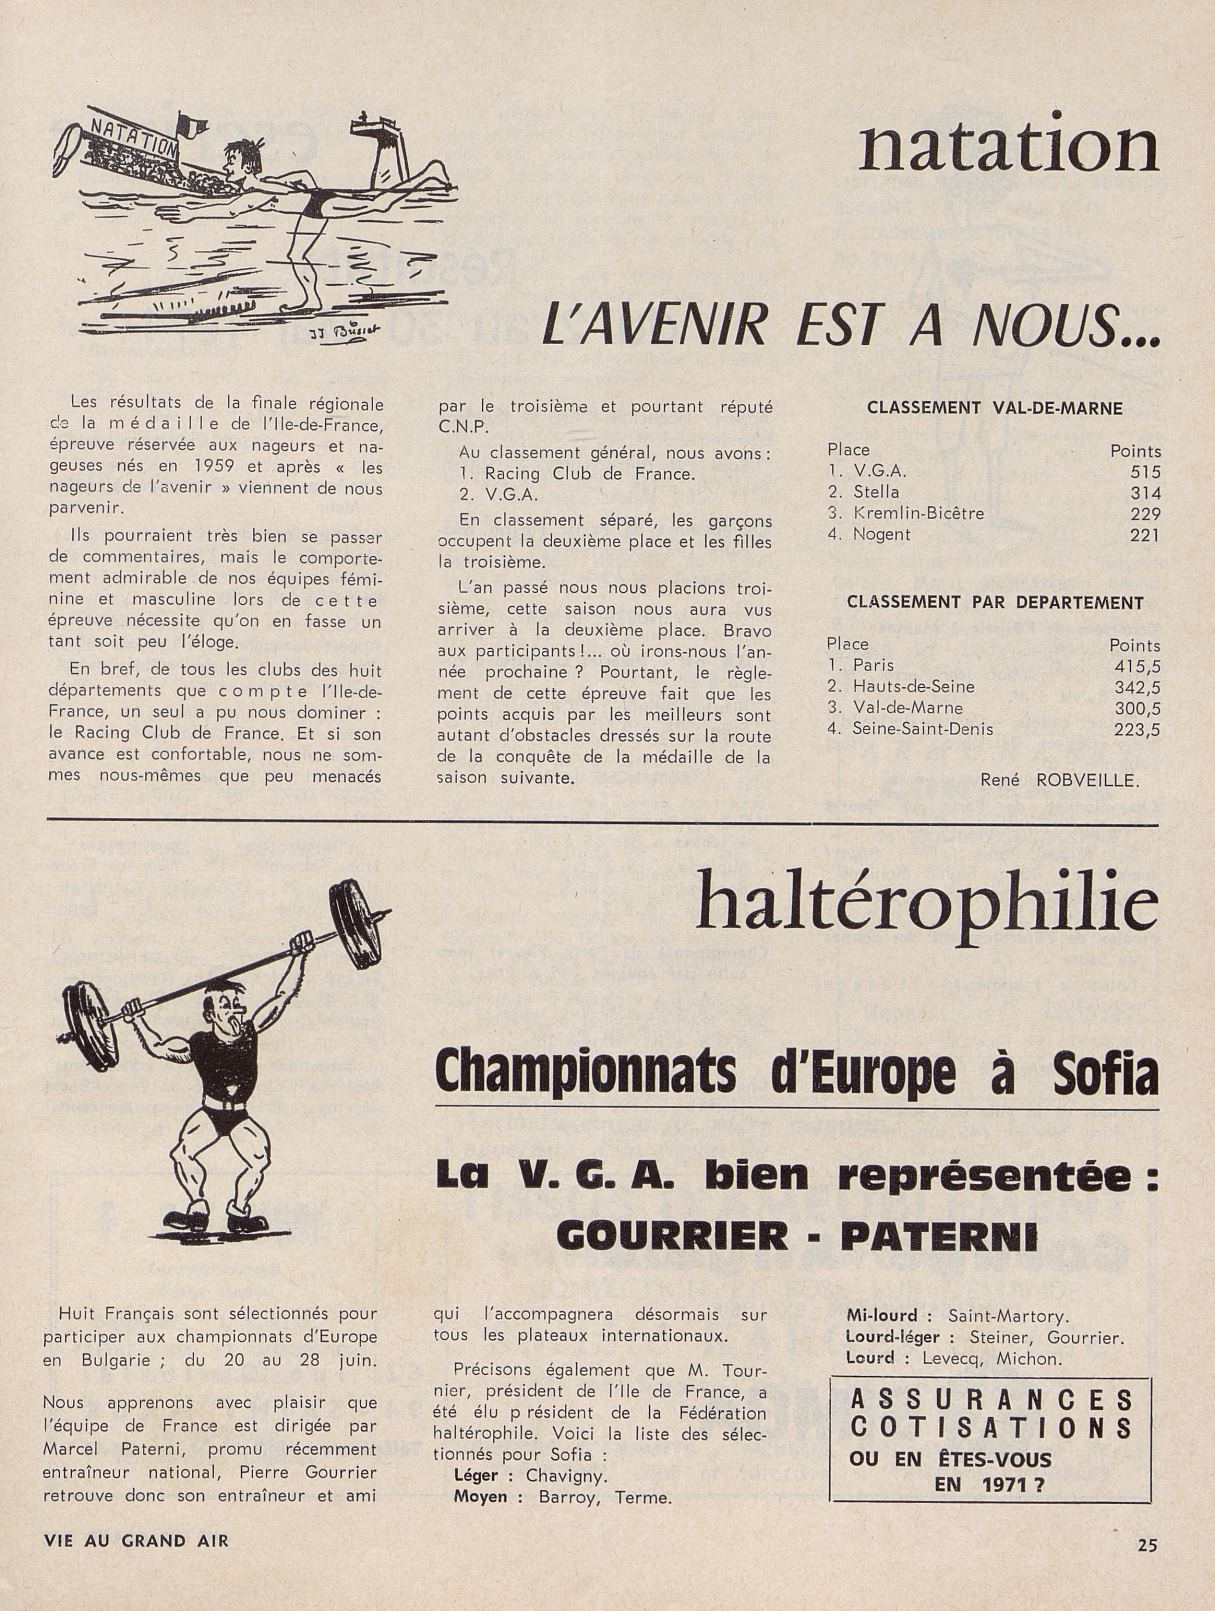 NATATION
JJ Bussiet
natation
L'AVENIR EST A NOUS...
Les résultats de la finale régionale
de la médaille de l'Ile-de-France,
épreuve réservée aux nageurs et na-
geuses nés en 1959 et après « les
nageurs de l'avenir » viennent de nous
parvenir.
Ils pourraient très bien se passer
de commentaires, mais le comporte-
ment admirable de nos équipes fémi-
nine et masculine lors de cette
épreuve nécessite qu'on en fasse un
tant soit peu l'éloge.
En bref, de tous les clubs des huit
départements que compte l'Ile-de-
France, un seul a pu nous dominer :
le Racing Club de France. Et si son
avance est confortable, nous ne som-
mes nous-mêmes que peu menacés
par le troisième et pourtant réputé
C.N.P.
Au classement général, nous avons :
1. Racing Club de France.
2. V.G.A.
En classement séparé, les garçons
occupent la deuxième place et les filles
la troisième.
L'an passé nous nous placions troi-
sième, cette saison nous aura vus
arriver à la deuxième place. Bravo
aux participants !... où irons-nous l'an-
née prochaine ? Pourtant, le règle-
ment de cette épreuve fait que les
points acquis par les meilleurs sont
autant d'obstacles dressés sur la route
de la conquête de la médaille de la
saison suivante.
CLASSEMENT VAL-DE-MARNE
Place Points
1. V.G.A. 515
2. Stella 314
3. Kremlin-Bicêtre 229
4. Nogent 221
CLASSEMENT PAR DEPARTEMENT
Place Points
1. Paris 415,5
2. Hauts-de-Seine 342,5
3. Val-de-Marne 300,5
4. Seine-Saint-Denis 223,5
René ROBVEILLE.
haltérophilie
Championnats d'Europe à Sofia
La V. G. A. bien représentée :
GOURRIER - PATERNI
Huit Français sont sélectionnés pour
participer aux championnats d'Europe
en Bulgarie ; du 20 au 28 juin.
Nous apprenons avec plaisir que
l'équipe de France est dirigée par
Marcel Paterni, promu récemment
entraîneur national, Pierre Gourrier
retrouve donc son entraîneur et ami
qui l'accompagnera désormais sur
tous les plateaux internationaux.
Précisons également que M. Tour-
nier, président de l'Ile de France, a
été élu p résident de la Fédération
haltérophile. Voici la liste des sélec-
tionnés pour Sofia :
Léger : Chavigny.
Moyen : Barroy, Terme.
Mi-lourd : Saint-Martory.
Lourd-léger : Steiner, Gourrier.
Lourd : Levecq, Michon.
ASSURANCES
COTISATIONS
OU EN ÊTES-VOUS
EN 1971 ?
VIE AU GRAND AIR
25